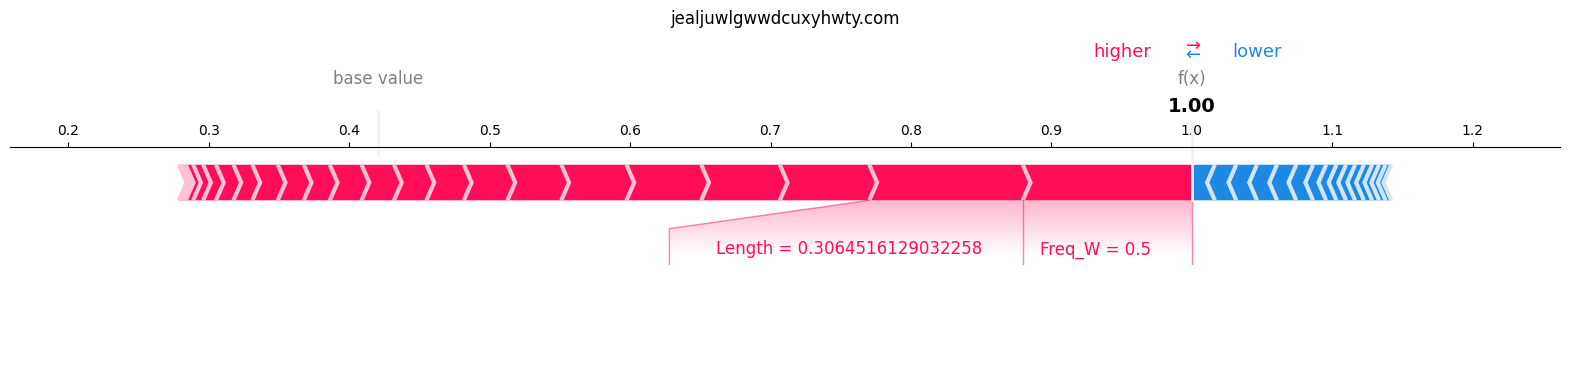 jealjuwlgwwdcuxyhwty.com
higher ⇄ lower
base value f(x)
1.00
0.2 0.3 0.4 0.5 0.6 0.7 0.8 0.9 1.0 1.1 1.2
Length = 0.3064516129032258 Freq_W = 0.5